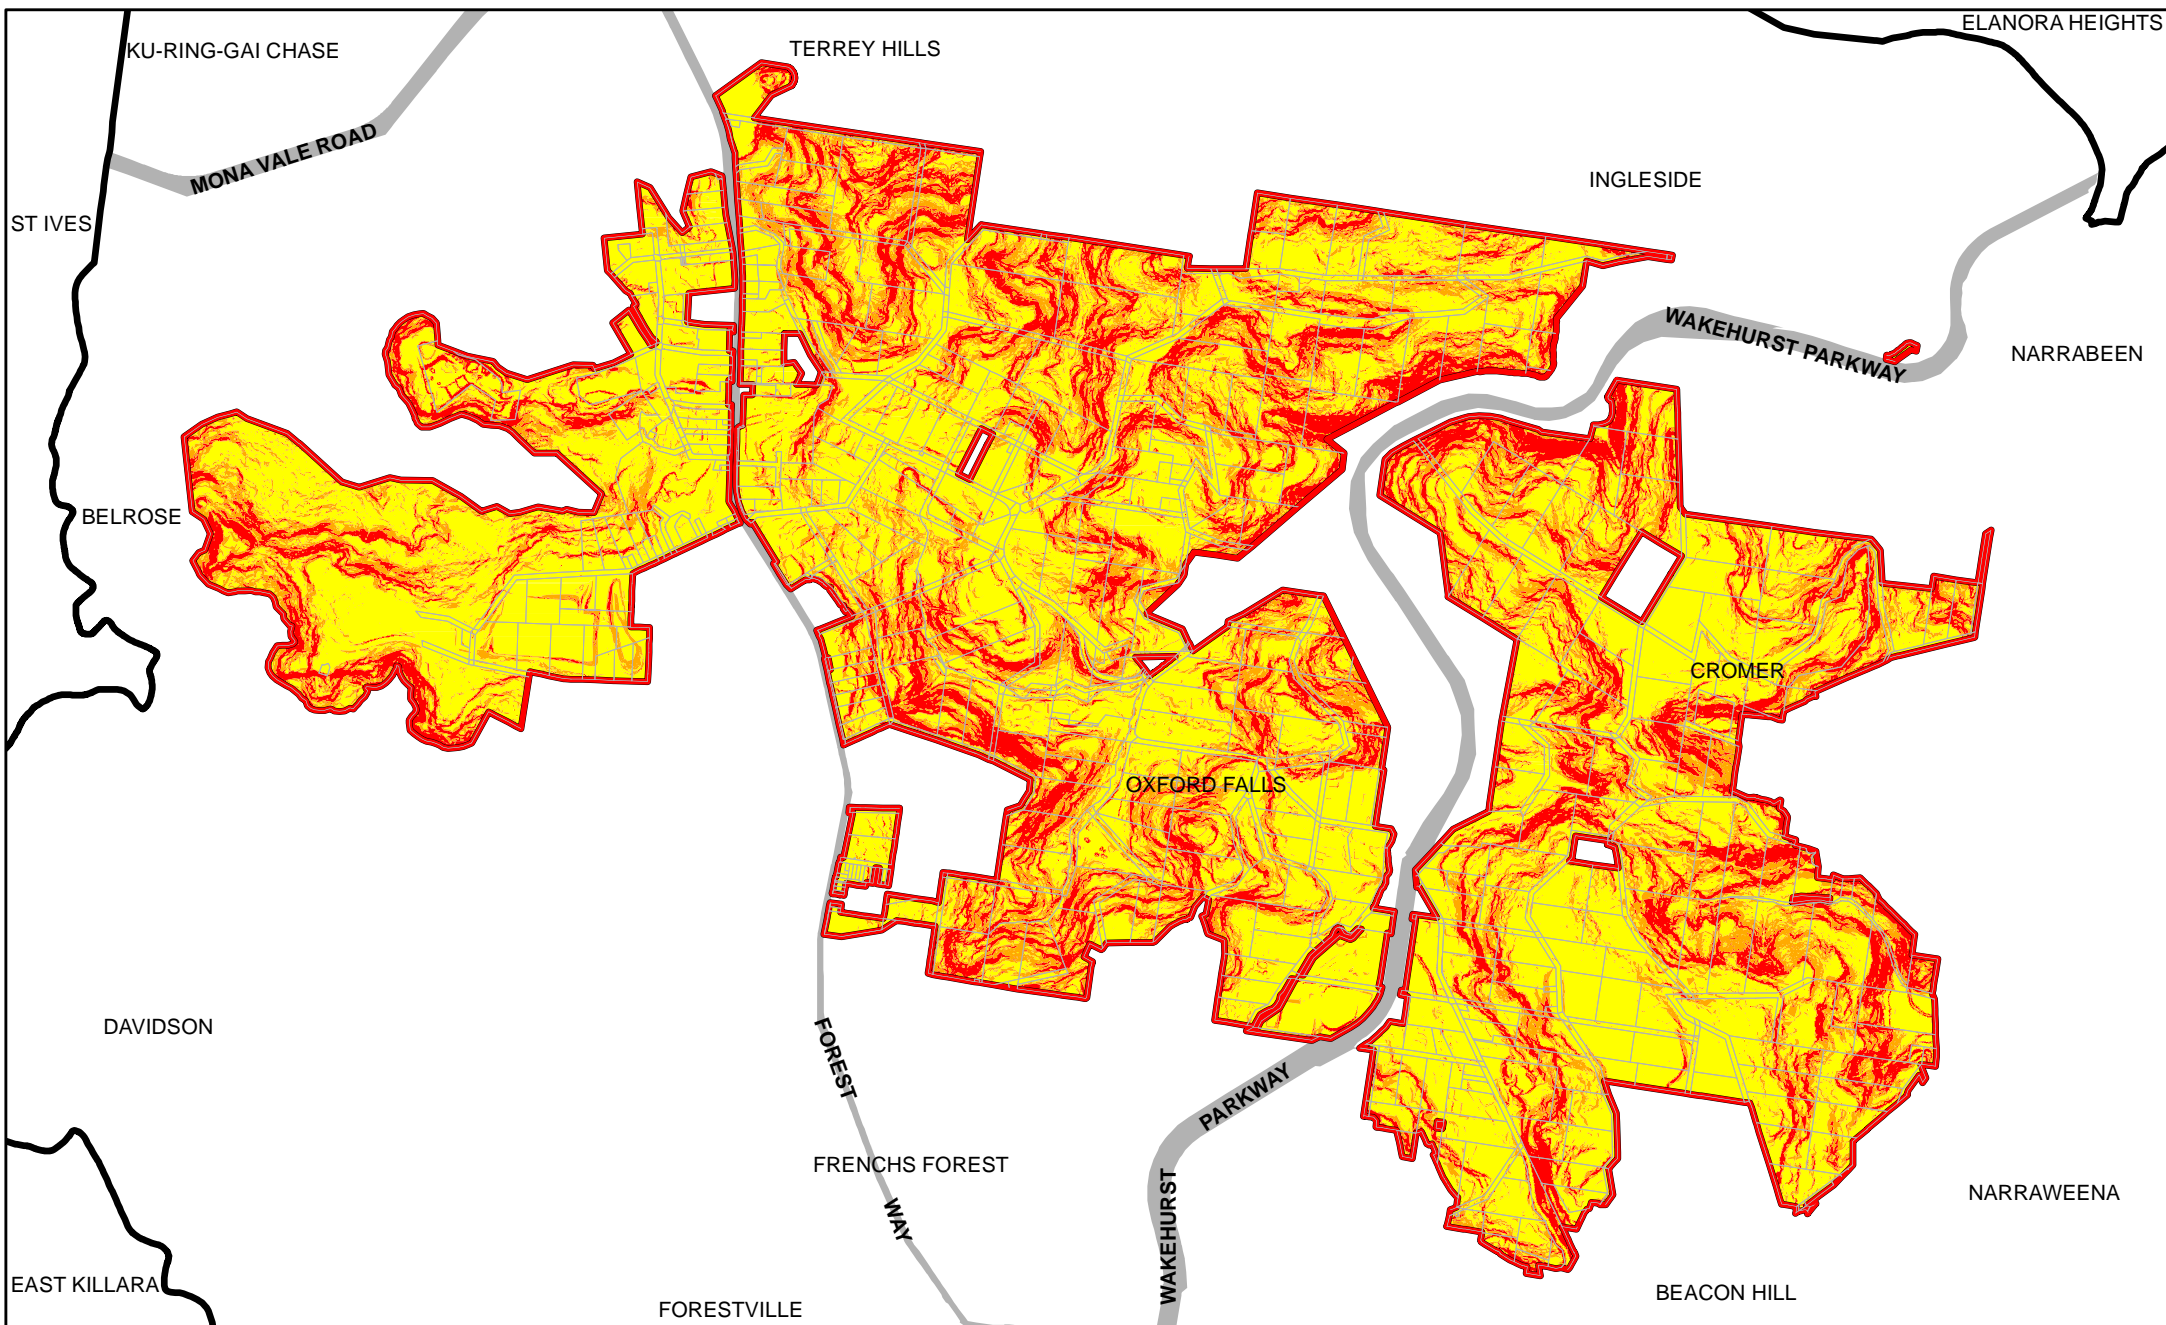 ELANORA HEIGHTS
KU-RING-GAI CHASE
TERREY HILLS
MONA VALE ROAD
INGLESIDE
ST IVES
WAKEHURST PARKWAY
NARRABEEN
BELROSE
CROMER
OXFORD FALLS
DAVIDSON
FOREST
WAY
PARKWAY
WAKEHURST
FRENCHS FOREST
NARRAWEENA
EAST KILLARA
FORESTVILLE
BEACON HILL